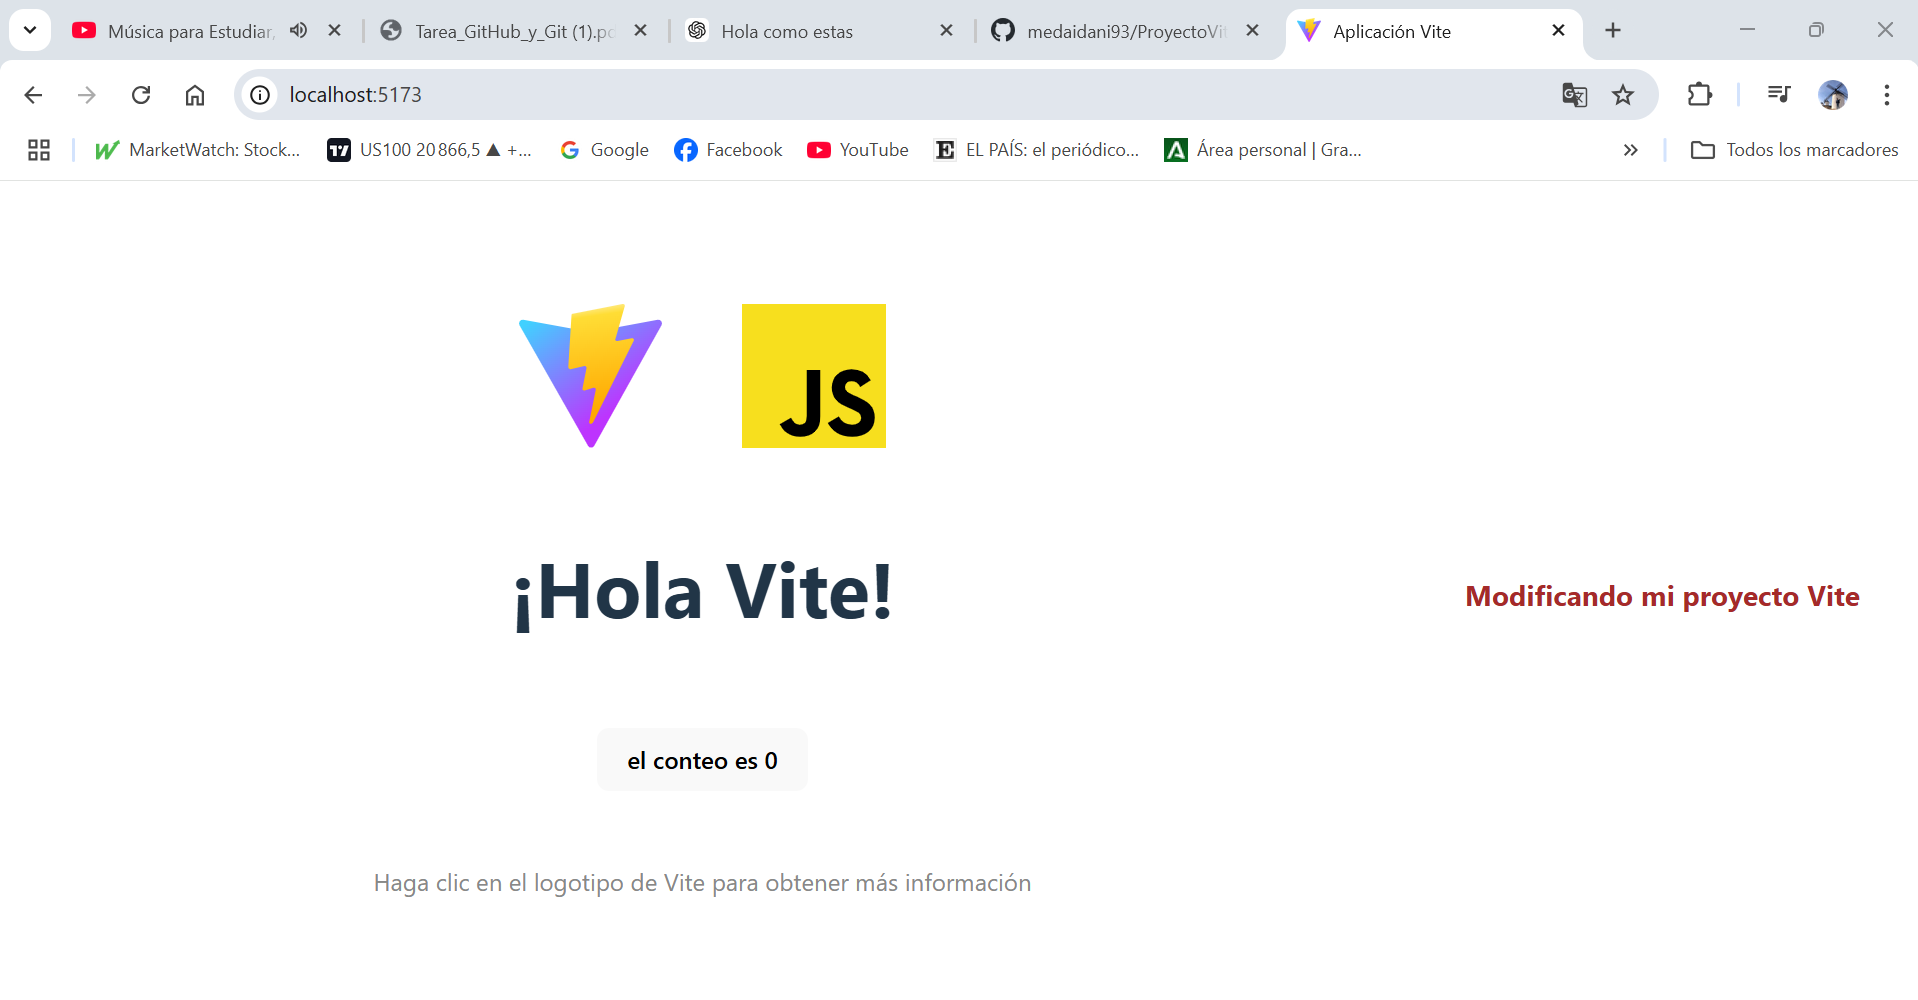 Música para Estudiar,
Tarea_GitHub_y_Git (1).pd
Hola como estas
medaidani93/ProyectoVit
Aplicación Vite
localhost:5173
MarketWatch: Stock...
US100 20 866,5 ▲ +...
Google
Facebook
YouTube
EL PAÍS: el periódico...
Área personal | Gra...
Todos los marcadores
JS
¡Hola Vite!
Modificando mi proyecto Vite
el conteo es 0
Haga clic en el logotipo de Vite para obtener más información